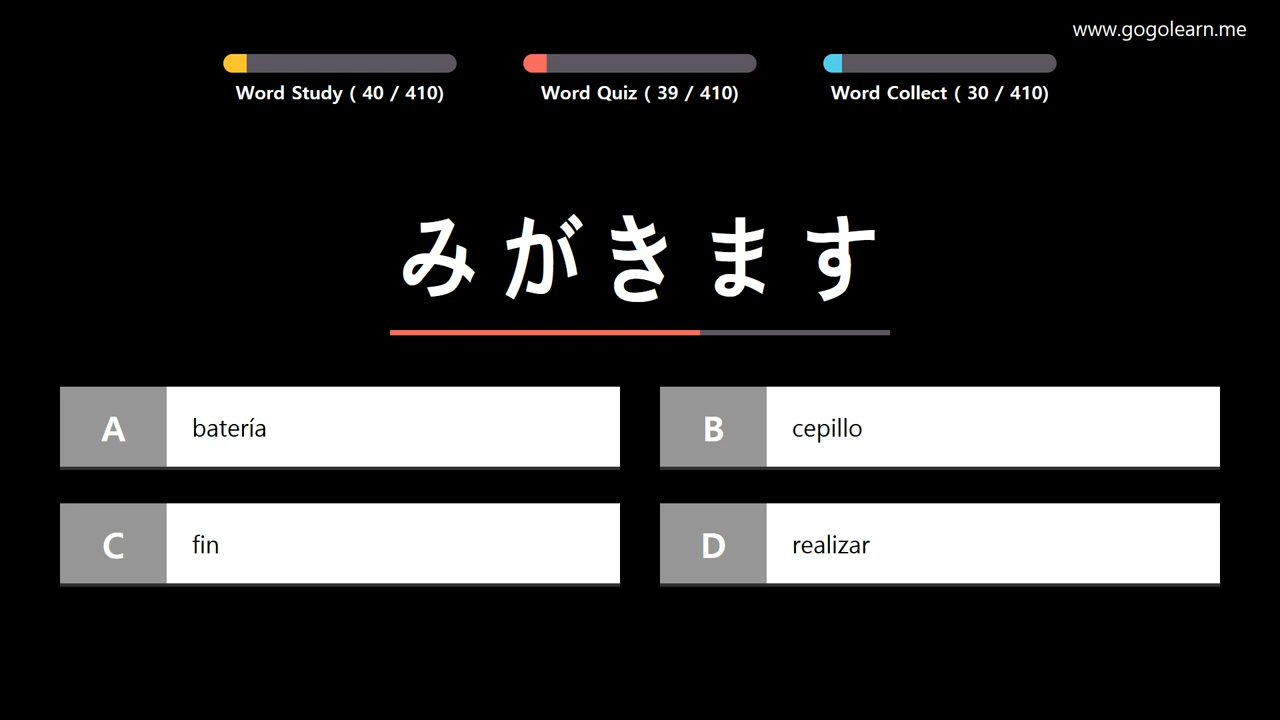 www.gogolearn.me
Word Study ( 40 / 410)
Word Quiz ( 39 / 410)
Word Collect ( 30 / 410)
みがきます
A batería
B cepillo
C fin
D realizar